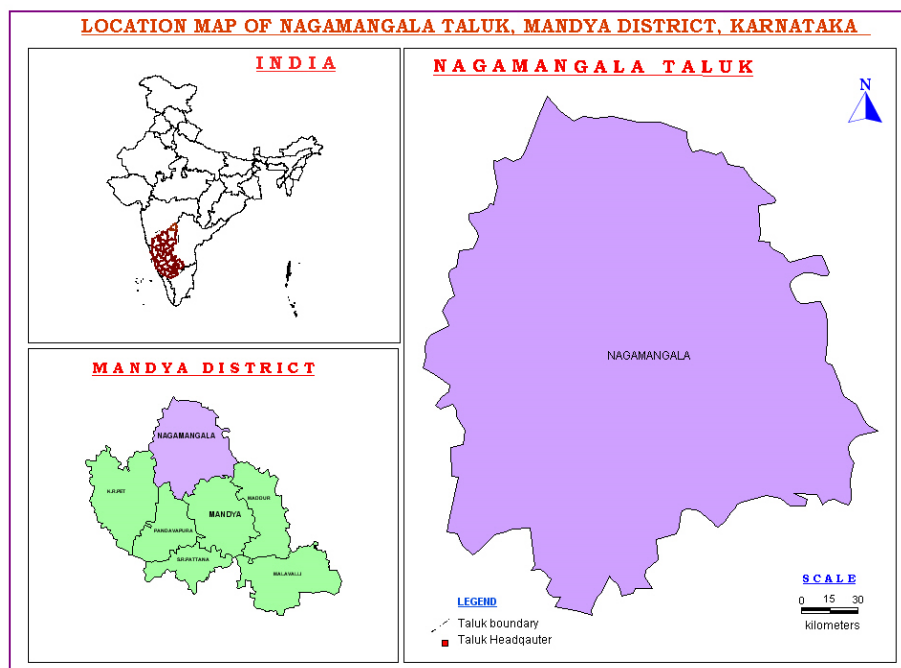 LOCATION MAP OF NAGAMANGALA TALUK, MANDYA DISTRICT, KARNATAKA
INDIA
NAGAMANGALA TALUK
N
NAGAMANGALA
MANDYA DISTRICT
NAGAMANGALA
K.R.PET
MADDUR
MANDYA
PANDAVAPURA
S.R.PATTANA
MALAVALLI
LEGEND
Taluk boundary
Taluk Headqauter
SCALE
0 15 30
kilometers